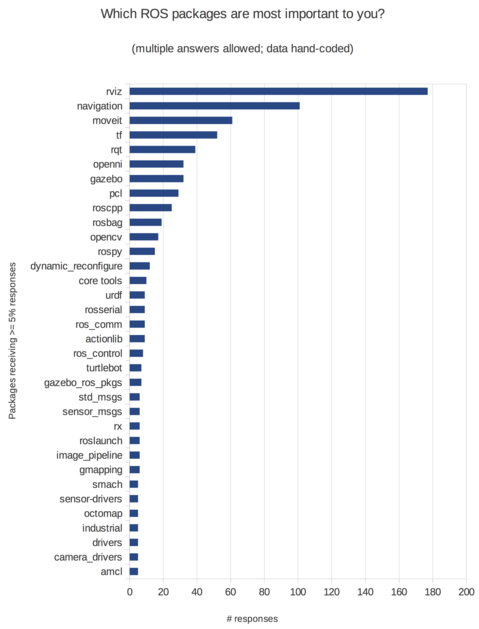 Which ROS packages are most important to you?
(multiple answers allowed; data hand-coded)
Packages receiving >= 5% responses
rviz
navigation
moveit
tf
rqt
openni
gazebo
pcl
roscpp
rosbag
opencv
rospy
dynamic_reconfigure
core tools
urdf
rosserial
ros_comm
actionlib
ros_control
turtlebot
gazebo_ros_pkgs
std_msgs
sensor_msgs
rx
roslaunch
image_pipeline
gmapping
smach
sensor-drivers
octomap
industrial
drivers
camera_drivers
amcl
0 20 40 60 80 100 120 140 160 180 200
# responses